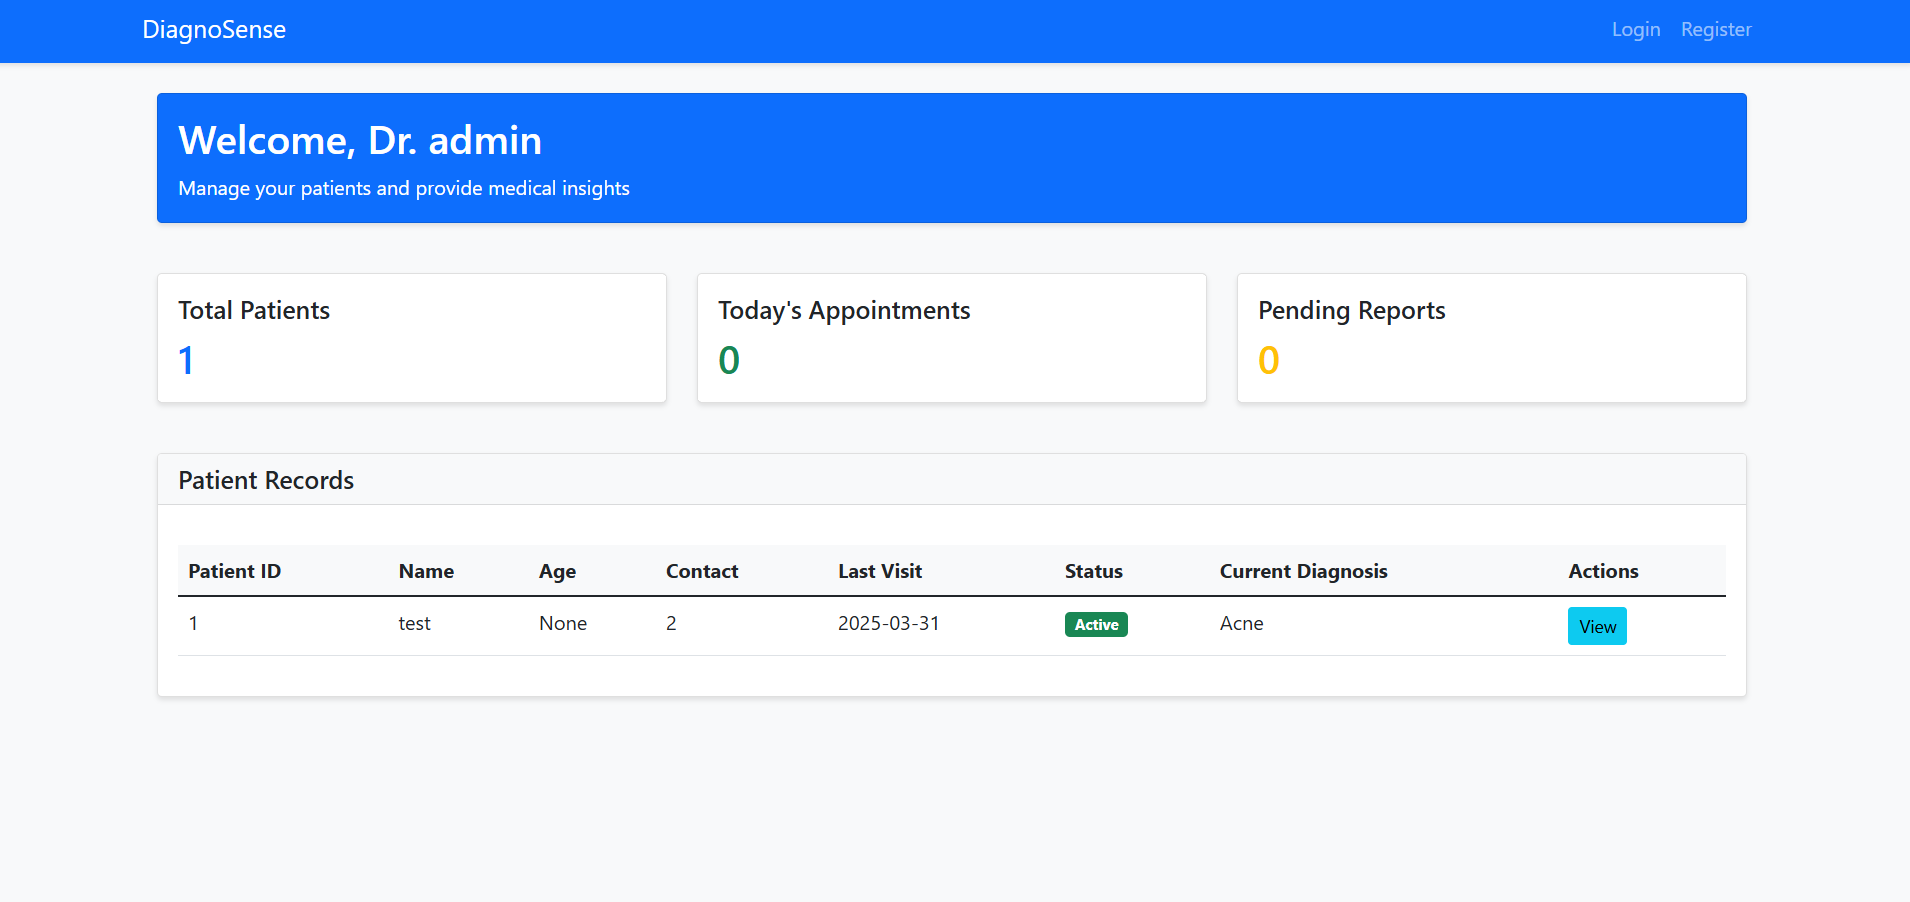 DiagnoSense Login Register
Welcome, Dr. admin
Manage your patients and provide medical insights
Total Patients Today's Appointments Pending Reports
1 0 0
Patient Records
Patient ID Name Age Contact Last Visit Status Current Diagnosis Actions
1 test None 2 2025-03-31 Active Acne View